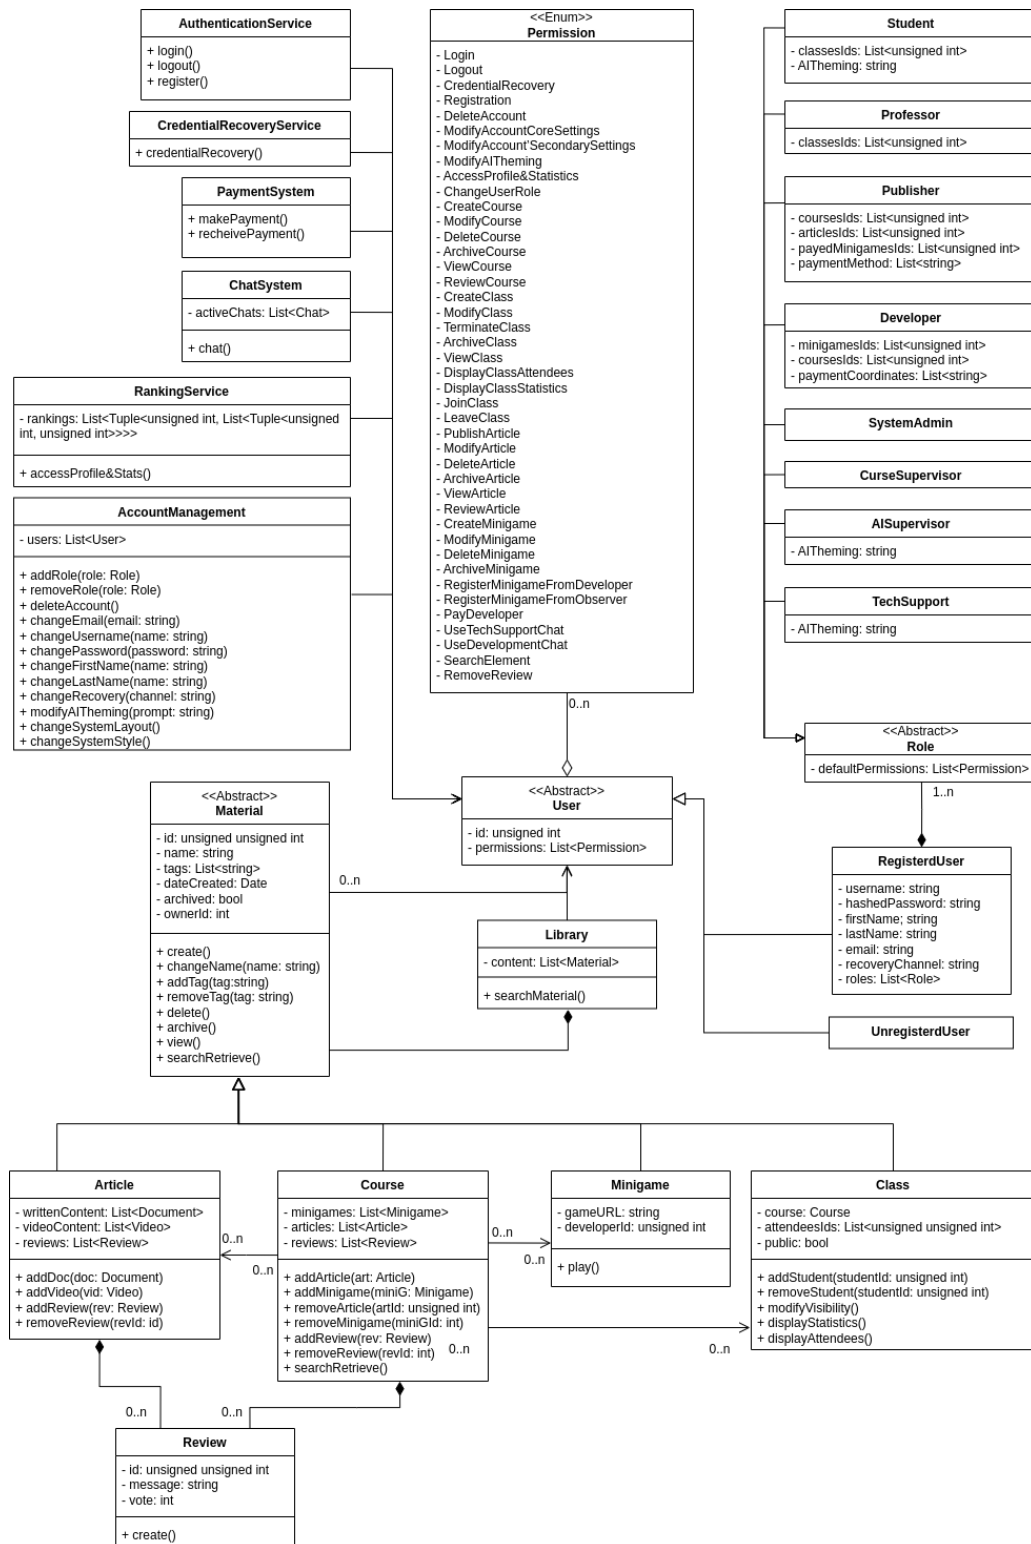 AuthenticationService
+ login()
+ logout()
+ register()
CredentialRecoveryService
+ credentialRecovery()
PaymentSystem
+ makePayment()
+ recheivePayment()
ChatSystem
- activeChats: List<Chat>
+ chat()
RankingService
- rankings: List<Tuple<unsigned int, List<Tuple<unsigned
int, unsigned int>>>>
+ accessProfile&Stats()
AccountManagement
- users: List<User>
+ addRole(role: Role)
+ removeRole(role: Role)
+ deleteAccount()
+ changeEmail(email: string)
+ changeUsername(name: string)
+ changePassword(password: string)
+ changeFirstName(name: string)
+ changeLastName(name: string)
+ changeRecovery(channel: string)
+ modifyAITheming(prompt: string)
+ changeSystemLayout()
+ changeSystemStyle()
<<Enum>>
Permission
- Login
- Logout
- CredentialRecovery
- Registration
- DeleteAccount
- ModifyAccountCoreSettings
- ModifyAccount'SecondarySettings
- ModifyAITheming
- AccessProfile&Statistics
- ChangeUserRole
- CreateCourse
- ModifyCourse
- DeleteCourse
- ArchiveCourse
- ViewCourse
- ReviewCourse
- CreateClass
- ModifyClass
- TerminateClass
- ArchiveClass
- ViewClass
- DisplayClassAttendees
- DisplayClassStatistics
- JoinClass
- LeaveClass
- PublishArticle
- ModifyArticle
- DeleteArticle
- ArchiveArticle
- ViewArticle
- ReviewArticle
- CreateMinigame
- ModifyMinigame
- DeleteMinigame
- ArchiveMinigame
- RegisterMinigameFromDeveloper
- RegisterMinigameFromObserver
- PayDeveloper
- UseTechSupportChat
- UseDevelopmentChat
- SearchElement
- RemoveReview
0..n
Student
- classesIds: List<unsigned int>
- AITheming: string
Professor
- classesIds: List<unsigned int>
Publisher
- coursesIds: List<unsigned int>
- articlesIds: List<unsigned int>
- payedMinigamesIds: List<unsigned int>
- paymentMethod: List<string>
Developer
- minigamesIds: List<unsigned int>
- coursesIds: List<unsigned int>
- paymentCoordinates: List<string>
SystemAdmin
CurseSupervisor
AISupervisor
- AITheming: string
TechSupport
- AITheming: string
<<Abstract>>
Role
- defaultPermissions: List<Permission>
1..n
<<Abstract>>
User
- id: unsigned int
- permissions: List<Permission>
RegisterdUser
- username: string
- hashedPassword: string
- firstName; string
- lastName: string
- email: string
- recoveryChannel: string
- roles: List<Role>
UnregisterdUser
<<Abstract>>
Material
- id: unsigned unsigned int
- name: string
- tags: List<string>
- dateCreated: Date
- archived: bool
- ownerId: int
+ create()
+ changeName(name: string)
+ addTag(tag:string)
+ removeTag(tag: string)
+ delete()
+ archive()
+ view()
+ searchRetrieve()
0..n
Library
- content: List<Material>
+ searchMaterial()
Article
- writtenContent: List<Document>
- videoContent: List<Video>
- reviews: List<Review>
+ addDoc(doc: Document)
+ addVideo(vid: Video)
+ addReview(rev: Review)
+ removeReview(revId: id)
0..n
0..n
Course
- minigames: List<Minigame>
- articles: List<Article>
- reviews: List<Review>
+ addArticle(art: Article)
+ addMinigame(miniG: Minigame)
+ removeArticle(artId: unsigned int)
+ removeMinigame(miniGId: int)
+ addReview(rev: Review)
+ removeReview(revId: int)
+ searchRetrieve()
0..n
0..n
0..n
0..n
Minigame
- gameURL: string
- developerId: unsigned int
+ play()
Class
- course: Course
- attendeesIds: List<unsigned unsigned int>
- public: bool
+ addStudent(studentId: unsigned int)
+ removeStudent(studentId: unsigned int)
+ modifyVisibility()
+ displayStatistics()
+ displayAttendees()
0..n
0..n
Review
- id: unsigned unsigned int
- message: string
- vote: int
+ create()